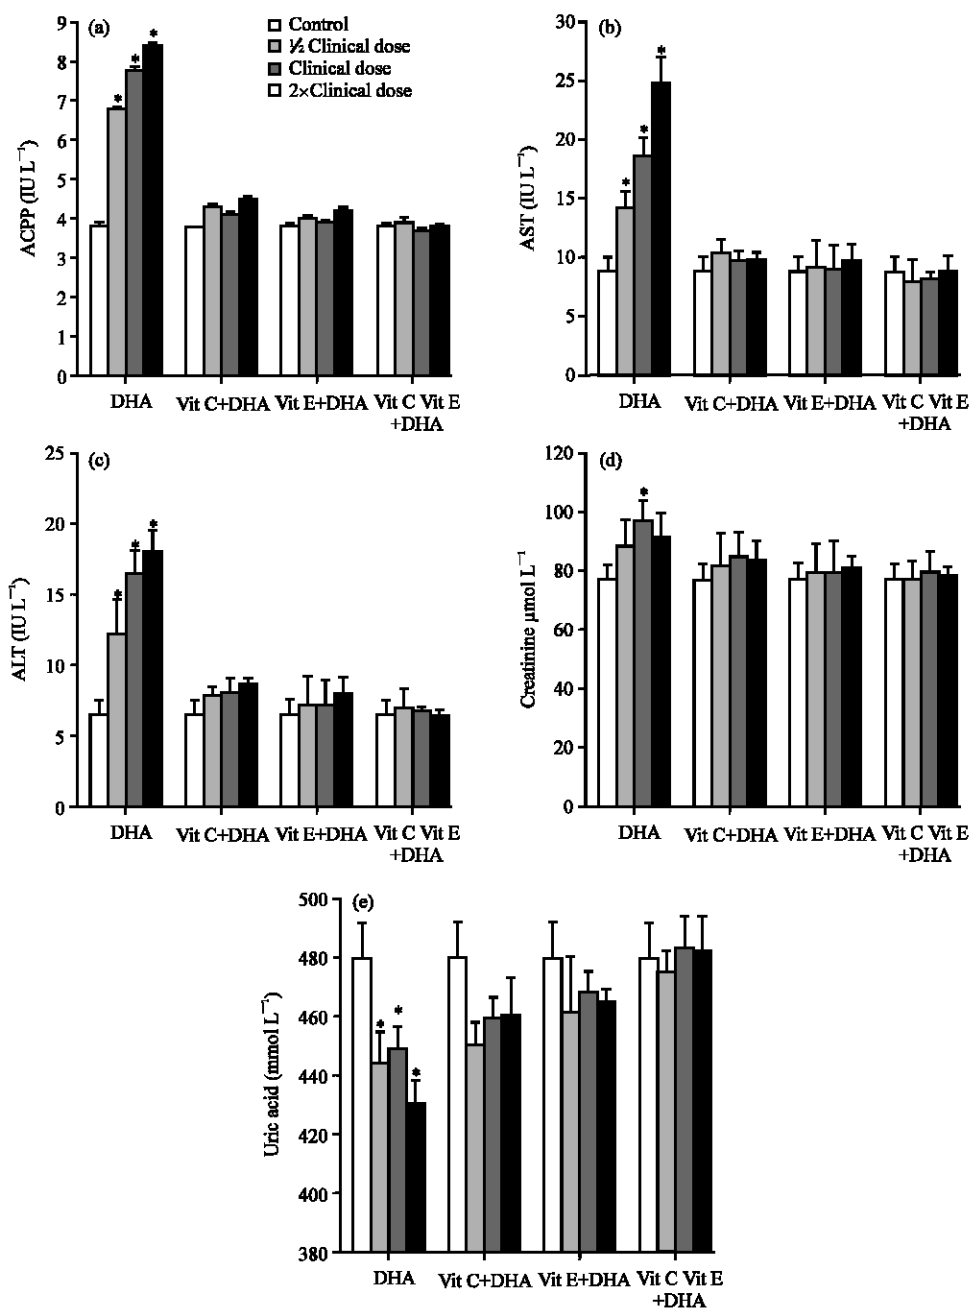 (a)
Control
½ Clinical dose
Clinical dose
2×Clinical dose
ACPP (IU L⁻¹)
9
8
7
6
5
4
3
2
1
0
DHA
Vit C+DHA
Vit E+DHA
Vit C Vit E
+DHA
*
*
*
(b)
AST (IU L⁻¹)
30
25
20
15
10
5
0
DHA
Vit C+DHA
Vit E+DHA
Vit C Vit E
+DHA
*
*
*
(c)
ALT (IU L⁻¹)
25
20
15
10
5
0
DHA
Vit C+DHA
Vit E+DHA
Vit C Vit E
+DHA
*
*
*
(d)
Creatinine µmol L⁻¹
120
100
80
60
40
20
0
DHA
Vit C+DHA
Vit E+DHA
Vit C Vit E
+DHA
*
(e)
Uric acid (mmol L⁻¹)
500
480
460
440
420
400
380
DHA
Vit C+DHA
Vit E+DHA
Vit C Vit E
+DHA
*
*
*